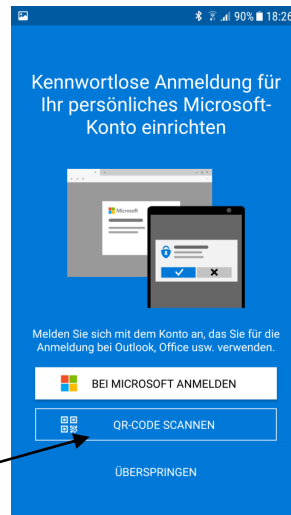 90% 18:26
Kennwortlose Anmeldung für
Ihr persönliches Microsoft-
Konto einrichten
Microsoft
Melden Sie sich mit dem Konto an, das Sie für die
Anmeldung bei Outlook, Office usw. verwenden.
BEI MICROSOFT ANMELDEN
QR-CODE SCANNEN
ÜBERSPRINGEN